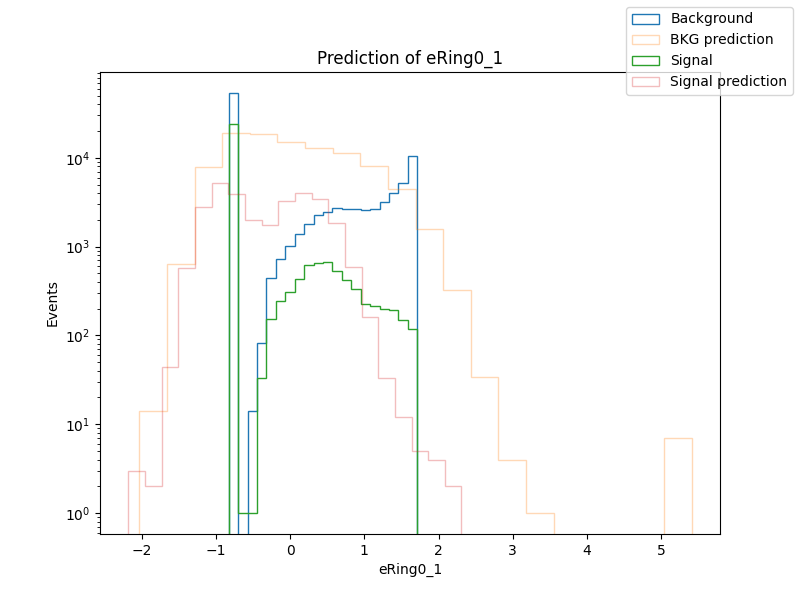 Prediction of eRing0_1
Background
BKG prediction
Signal
Signal prediction
Events
10⁴
10³
10²
10¹
10⁰
−2
−1
0
1
2
3
4
5
eRing0_1